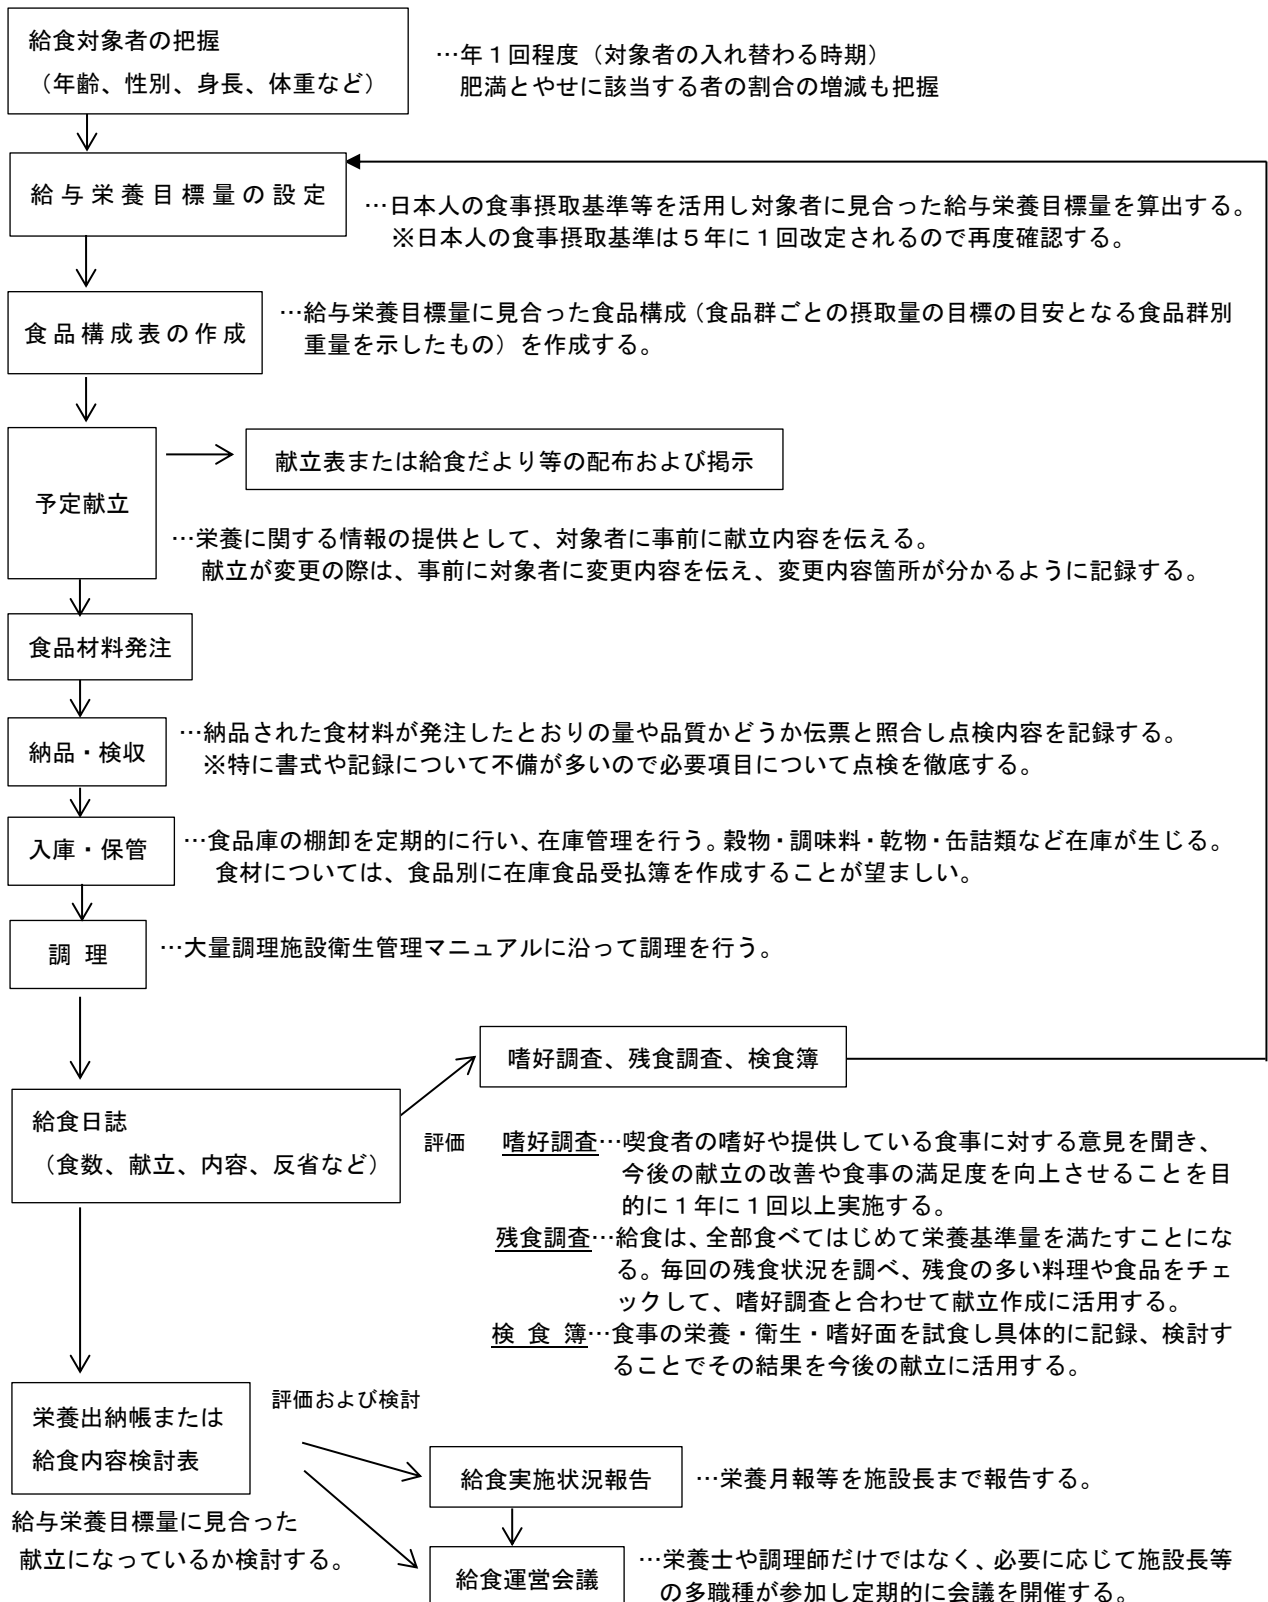 給食対象者の把握
（年齢、性別、身長、体重など）
…年１回程度（対象者の入れ替わる時期）
肥満とやせに該当する者の割合の増減も把握
給与栄養目標量の設定
…日本人の食事摂取基準等を活用し対象者に見合った給与栄養目標量を算出する。
※日本人の食事摂取基準は５年に１回改定されるので再度確認する。
食品構成表の作成
…給与栄養目標量に見合った食品構成（食品群ごとの摂取量の目標の目安となる食品群別
重量を示したもの）を作成する。
予定献立
献立表または給食だより等の配布および掲示
…栄養に関する情報の提供として、対象者に事前に献立内容を伝える。
献立が変更の際は、事前に対象者に変更内容を伝え、変更内容箇所が分かるように記録する。
食品材料発注
納品・検収
…納品された食材料が発注したとおりの量や品質かどうか伝票と照合し点検内容を記録する。
※特に書式や記録について不備が多いので必要項目について点検を徹底する。
入庫・保管
…食品庫の棚卸を定期的に行い、在庫管理を行う。穀物・調味料・乾物・缶詰類など在庫が生じる。
食材については、食品別に在庫食品受払簿を作成することが望ましい。
調 理
…大量調理施設衛生管理マニュアルに沿って調理を行う。
嗜好調査、残食調査、検食簿
給食日誌
（食数、献立、内容、反省など）
評価
嗜好調査…喫食者の嗜好や提供している食事に対する意見を聞き、
今後の献立の改善や食事の満足度を向上させることを目
的に１年に１回以上実施する。
残食調査…給食は、全部食べてはじめて栄養基準量を満たすことにな
る。毎回の残食状況を調べ、残食の多い料理や食品をチェ
ックして、嗜好調査と合わせて献立作成に活用する。
検 食 簿…食事の栄養・衛生・嗜好面を試食し具体的に記録、検討す
ることでその結果を今後の献立に活用する。
栄養出納帳または
給食内容検討表
評価および検討
給食実施状況報告
…栄養月報等を施設長まで報告する。
給与栄養目標量に見合った
献立になっているか検討する。
給食運営会議
…栄養士や調理師だけではなく、必要に応じて施設長等
の多職種が参加し定期的に会議を開催する。